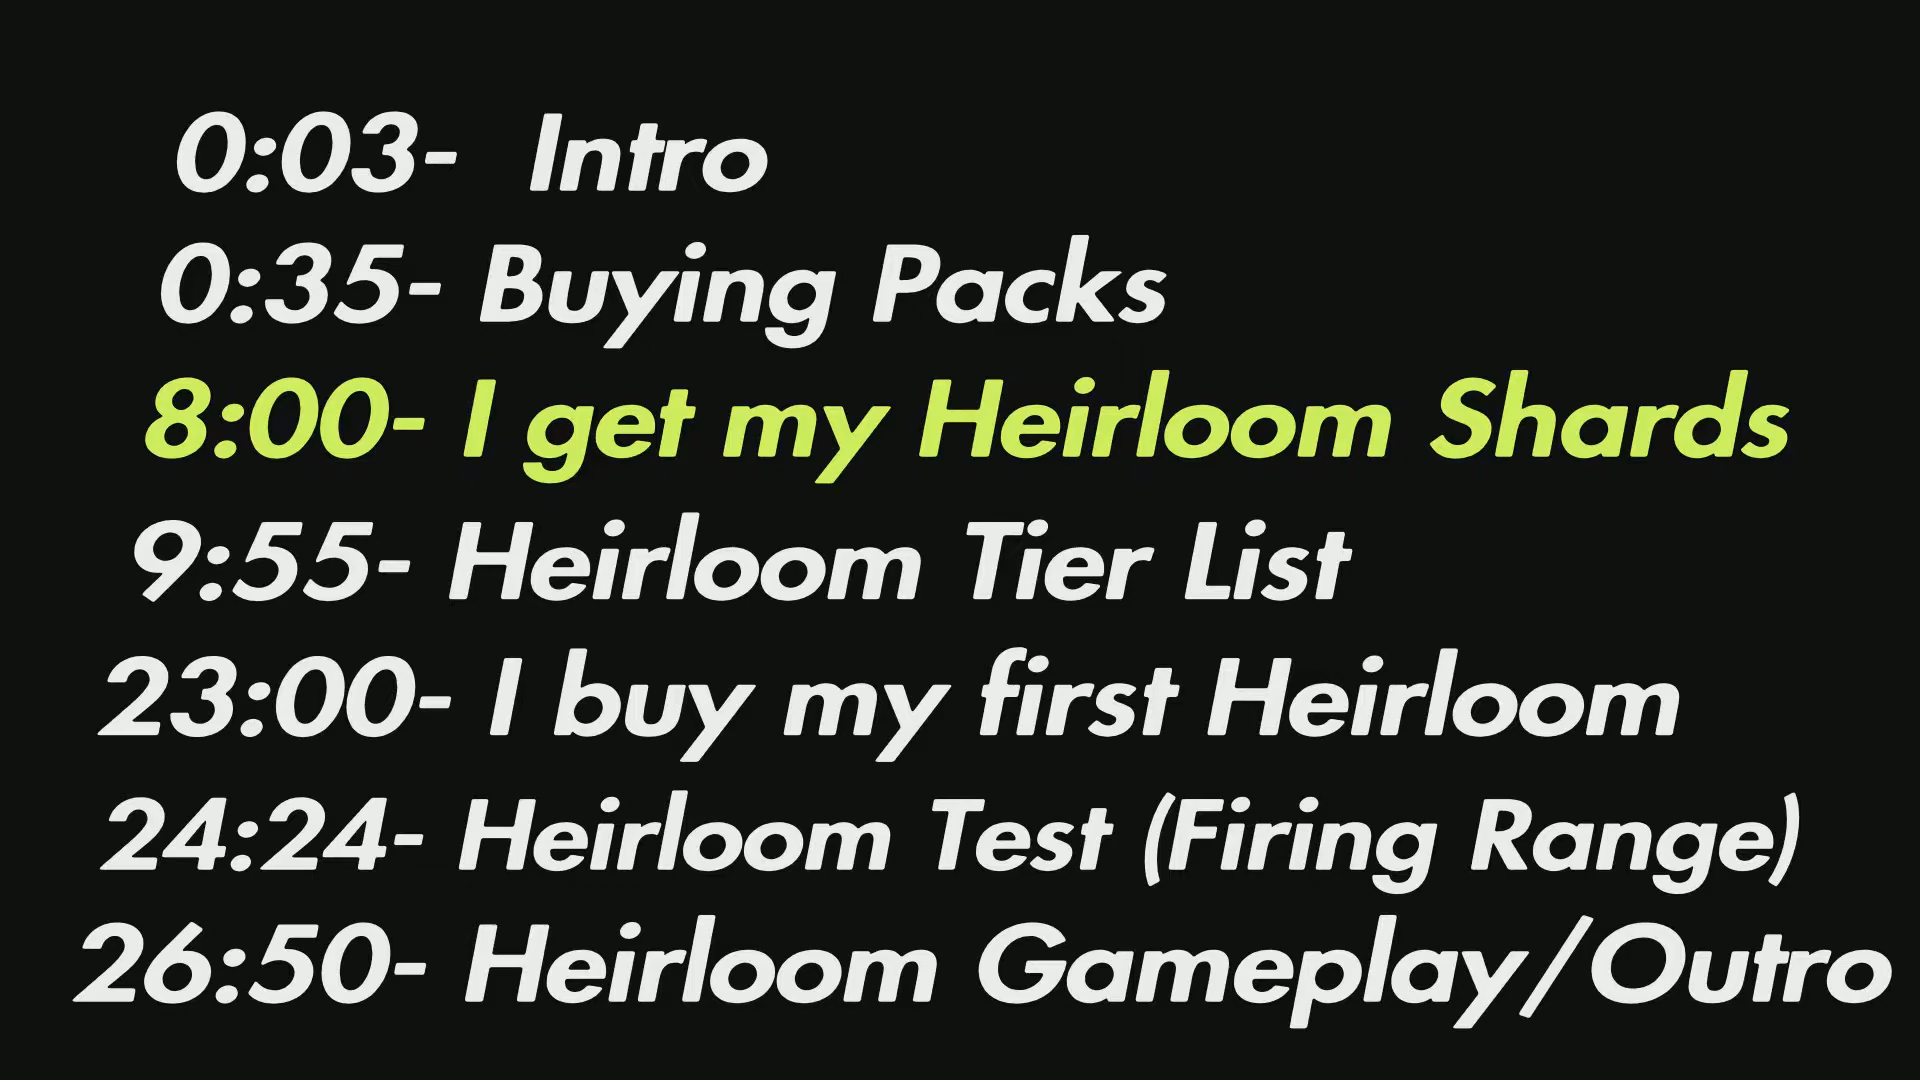 0:03- Intro
0:35- Buying Packs
8:00- I get my Heirloom Shards
9:55- Heirloom Tier List
23:00- I buy my first Heirloom
24:24- Heirloom Test (Firing Range)
26:50- Heirloom Gameplay/Outro